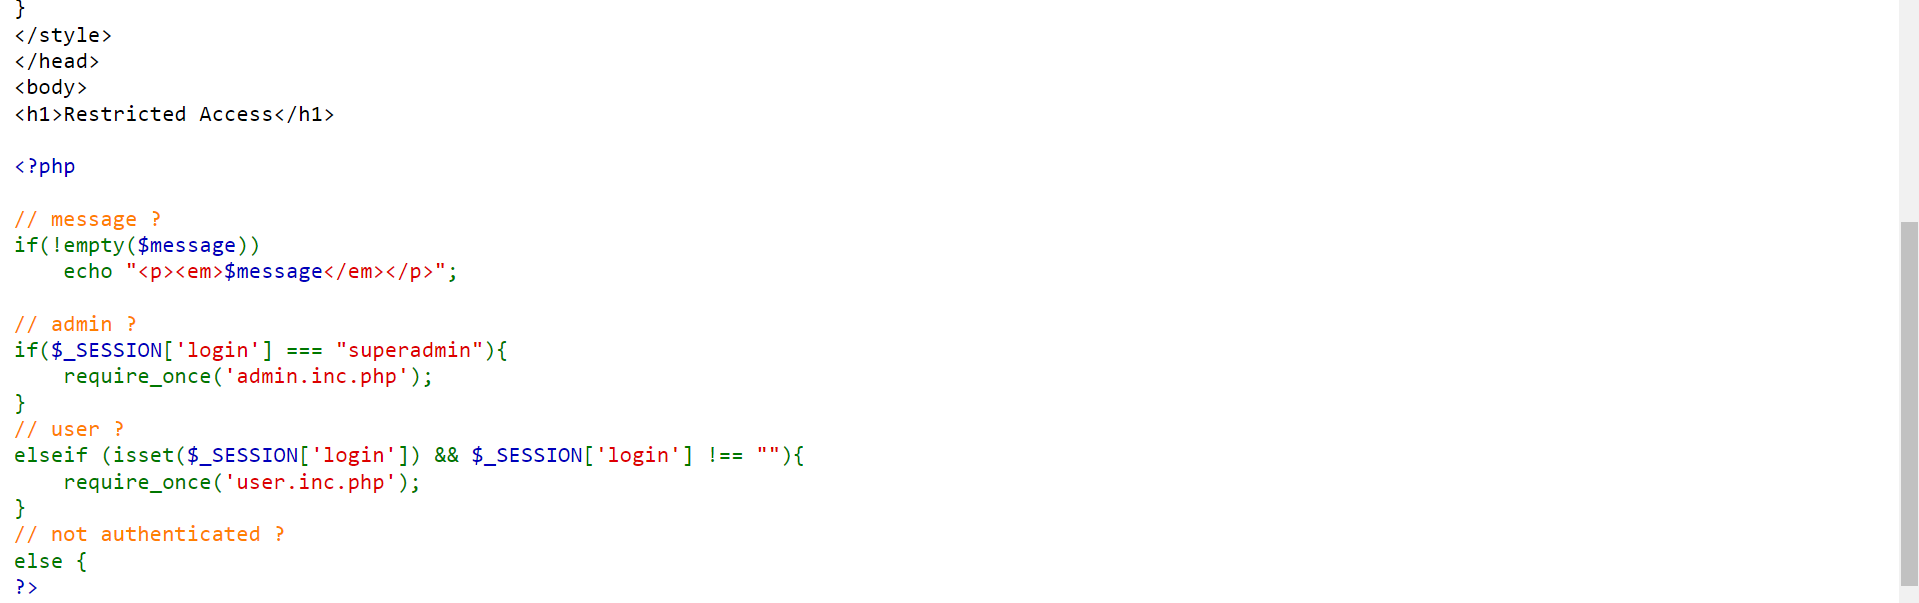 }
</style>
</head>
<body>
<h1>Restricted Access</h1>

<?php

// message ?
if(!empty($message))
    echo "<p><em>$message</em></p>";

// admin ?
if($_SESSION['login'] === "superadmin"){
    require_once('admin.inc.php');
}
// user ?
elseif (isset($_SESSION['login']) && $_SESSION['login'] !== ""){
    require_once('user.inc.php');
}
// not authenticated ?
else {
?>